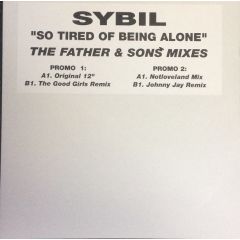 SYBIL
"SO TIRED OF BEING ALONE"
THE FATHER & SONS MIXES
PROMO 1:
A1. Original 12"
B1. The Good Girls Remix
PROMO 2:
A1. Notloveland Mix
B1. Johnny Jay Remix